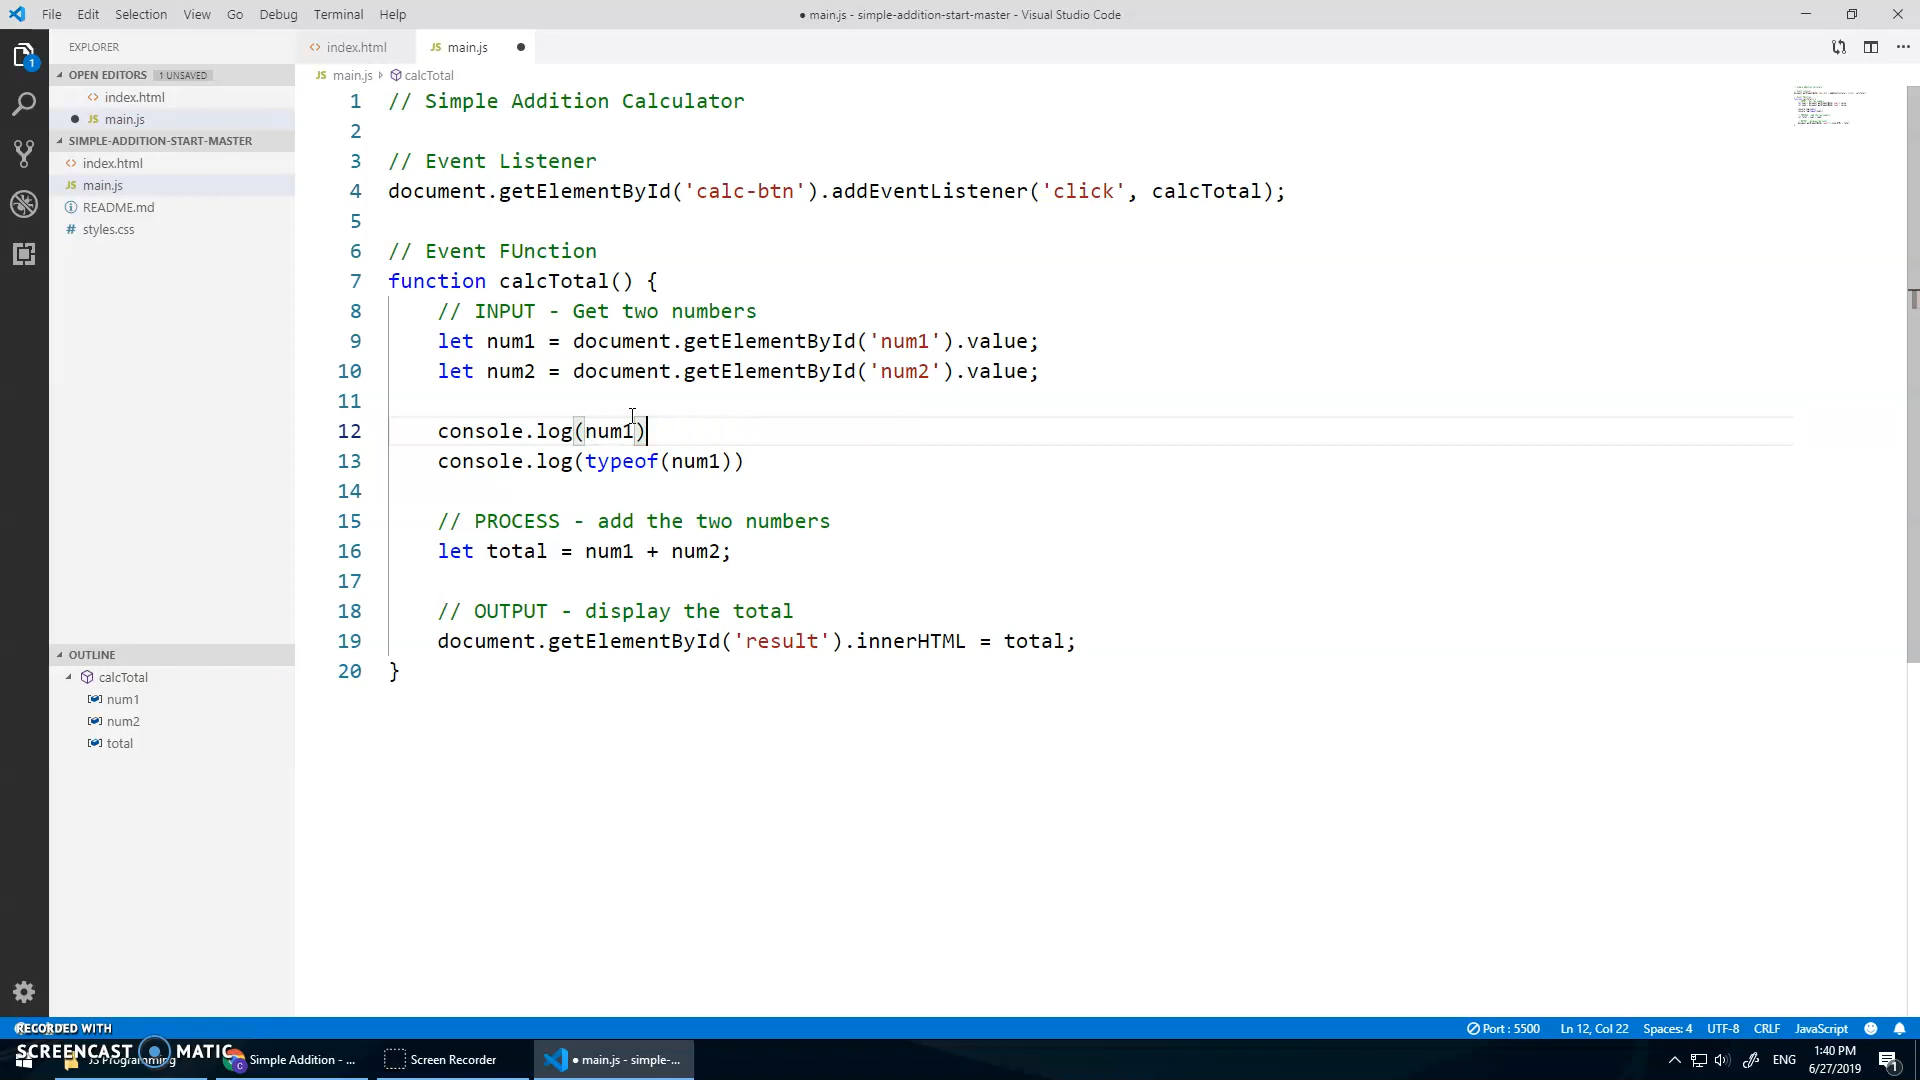 File Edit Selection View Go Debug Terminal Help
● main.js - simple-addition-start-master - Visual Studio Code
EXPLORER
index.html
JS main.js
OPEN EDITORS 1 UNSAVED
JS main.js › calcTotal
index.html
JS main.js
SIMPLE-ADDITION-START-MASTER
index.html
JS main.js
README.md
# styles.css
1 // Simple Addition Calculator
2
3 // Event Listener
4 document.getElementById('calc-btn').addEventListener('click', calcTotal);
5
6 // Event FUnction
7 function calcTotal() {
8 // INPUT - Get two numbers
9 let num1 = document.getElementById('num1').value;
10 let num2 = document.getElementById('num2').value;
11
12 console.log(num1)
13 console.log(typeof(num1))
14
15 // PROCESS - add the two numbers
16 let total = num1 + num2;
17
18 // OUTPUT - display the total
19 document.getElementById('result').innerHTML = total;
20 }
OUTLINE
calcTotal
num1
num2
total
1
RECORDED WITH
SCREENCAST MATIC
Port : 5500 Ln 12, Col 22 Spaces: 4 UTF-8 CRLF JavaScript
JS Programming
Simple Addition - ...
Screen Recorder
● main.js - simple-...
ENG
1:40 PM
6/27/2019
1